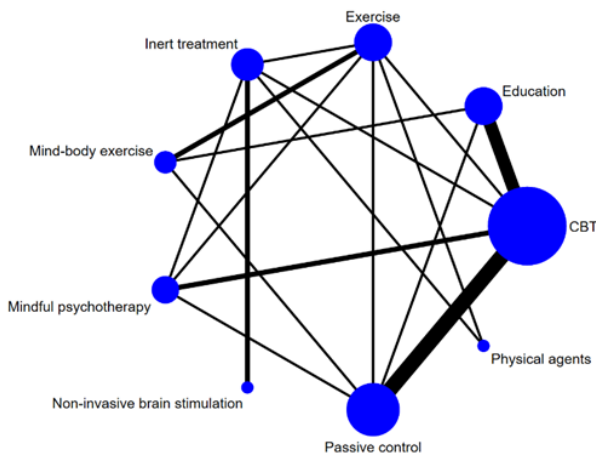 Exercise
Inert treatment
Education
Mind-body exercise
CBT
Mindful psychotherapy
Physical agents
Non-invasive brain stimulation
Passive control